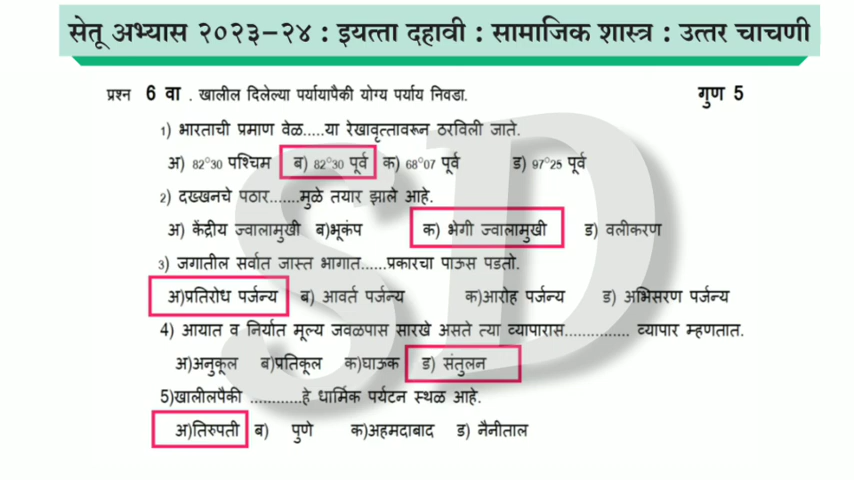 सेतू अभ्यास २०२३-२४ : इयत्ता दहावी : सामाजिक शास्त्र : उत्तर चाचणी
प्रश्न 6 वा . खालील दिलेल्या पर्यायापैकी योग्य पर्याय निवडा. गुण 5
1) भारताची प्रमाण वेळ.....या रेखावृत्तावरून ठरविली जाते.
अ) 82°30 पश्चिम ब) 82°30 पूर्व क) 68°07 पूर्व ड) 97°25 पूर्व
2) दख्खनचे पठार.......मुळे तयार झाले आहे.
अ) केंद्रीय ज्वालामुखी ब)भूकंप क) भेगी ज्वालामुखी ड) वलीकरण
3) जगातील सर्वात जास्त भागात......प्रकारचा पाऊस पडतो.
अ)प्रतिरोध पर्जन्य ब) आवर्त पर्जन्य क)आरोह पर्जन्य ड) अभिसरण पर्जन्य
4) आयात व निर्यात मूल्य जवळपास सारखे असते त्या व्यापारास............... व्यापार म्हणतात.
अ)अनुकूल ब)प्रतिकूल क)घाऊक ड) संतुलन
5)खालीलपैकी ............हे धार्मिक पर्यटन स्थळ आहे.
अ)तिरुपती ब) पुणे क)अहमदाबाद ड) नैनीताल
SD